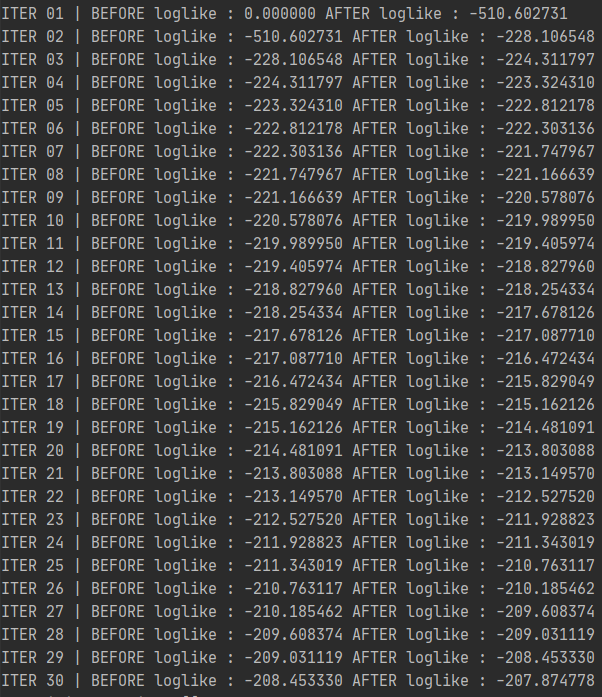 ITER 01 | BEFORE loglike : 0.000000 AFTER loglike : -510.602731
ITER 02 | BEFORE loglike : -510.602731 AFTER loglike : -228.106548
ITER 03 | BEFORE loglike : -228.106548 AFTER loglike : -224.311797
ITER 04 | BEFORE loglike : -224.311797 AFTER loglike : -223.324310
ITER 05 | BEFORE loglike : -223.324310 AFTER loglike : -222.812178
ITER 06 | BEFORE loglike : -222.812178 AFTER loglike : -222.303136
ITER 07 | BEFORE loglike : -222.303136 AFTER loglike : -221.747967
ITER 08 | BEFORE loglike : -221.747967 AFTER loglike : -221.166639
ITER 09 | BEFORE loglike : -221.166639 AFTER loglike : -220.578076
ITER 10 | BEFORE loglike : -220.578076 AFTER loglike : -219.989950
ITER 11 | BEFORE loglike : -219.989950 AFTER loglike : -219.405974
ITER 12 | BEFORE loglike : -219.405974 AFTER loglike : -218.827960
ITER 13 | BEFORE loglike : -218.827960 AFTER loglike : -218.254334
ITER 14 | BEFORE loglike : -218.254334 AFTER loglike : -217.678126
ITER 15 | BEFORE loglike : -217.678126 AFTER loglike : -217.087710
ITER 16 | BEFORE loglike : -217.087710 AFTER loglike : -216.472434
ITER 17 | BEFORE loglike : -216.472434 AFTER loglike : -215.829049
ITER 18 | BEFORE loglike : -215.829049 AFTER loglike : -215.162126
ITER 19 | BEFORE loglike : -215.162126 AFTER loglike : -214.481091
ITER 20 | BEFORE loglike : -214.481091 AFTER loglike : -213.803088
ITER 21 | BEFORE loglike : -213.803088 AFTER loglike : -213.149570
ITER 22 | BEFORE loglike : -213.149570 AFTER loglike : -212.527520
ITER 23 | BEFORE loglike : -212.527520 AFTER loglike : -211.928823
ITER 24 | BEFORE loglike : -211.928823 AFTER loglike : -211.343019
ITER 25 | BEFORE loglike : -211.343019 AFTER loglike : -210.763117
ITER 26 | BEFORE loglike : -210.763117 AFTER loglike : -210.185462
ITER 27 | BEFORE loglike : -210.185462 AFTER loglike : -209.608374
ITER 28 | BEFORE loglike : -209.608374 AFTER loglike : -209.031119
ITER 29 | BEFORE loglike : -209.031119 AFTER loglike : -208.453330
ITER 30 | BEFORE loglike : -208.453330 AFTER loglike : -207.874778